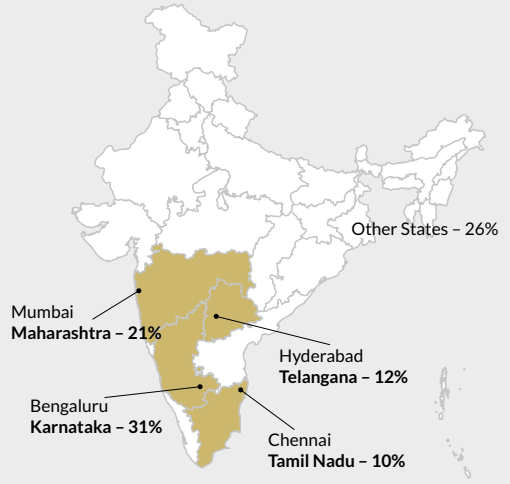 Other States – 26%
Mumbai
Maharashtra – 21%
Hyderabad
Telangana – 12%
Bengaluru
Karnataka – 31%
Chennai
Tamil Nadu – 10%